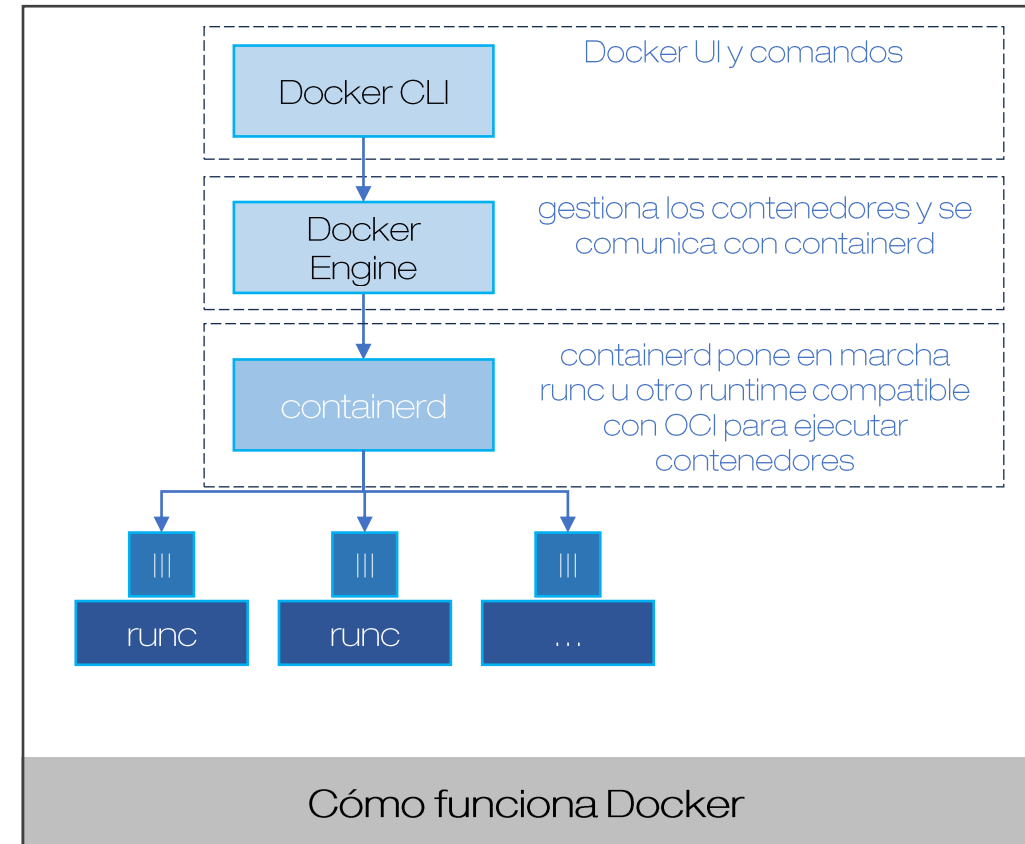 Docker CLI
Docker UI y comandos
Docker
Engine
gestiona los contenedores y se
comunica con containerd
containerd
containerd pone en marcha
runc u otro runtime compatible
con OCI para ejecutar
contenedores
|||
|||
|||
runc
runc
...
Cómo funciona Docker